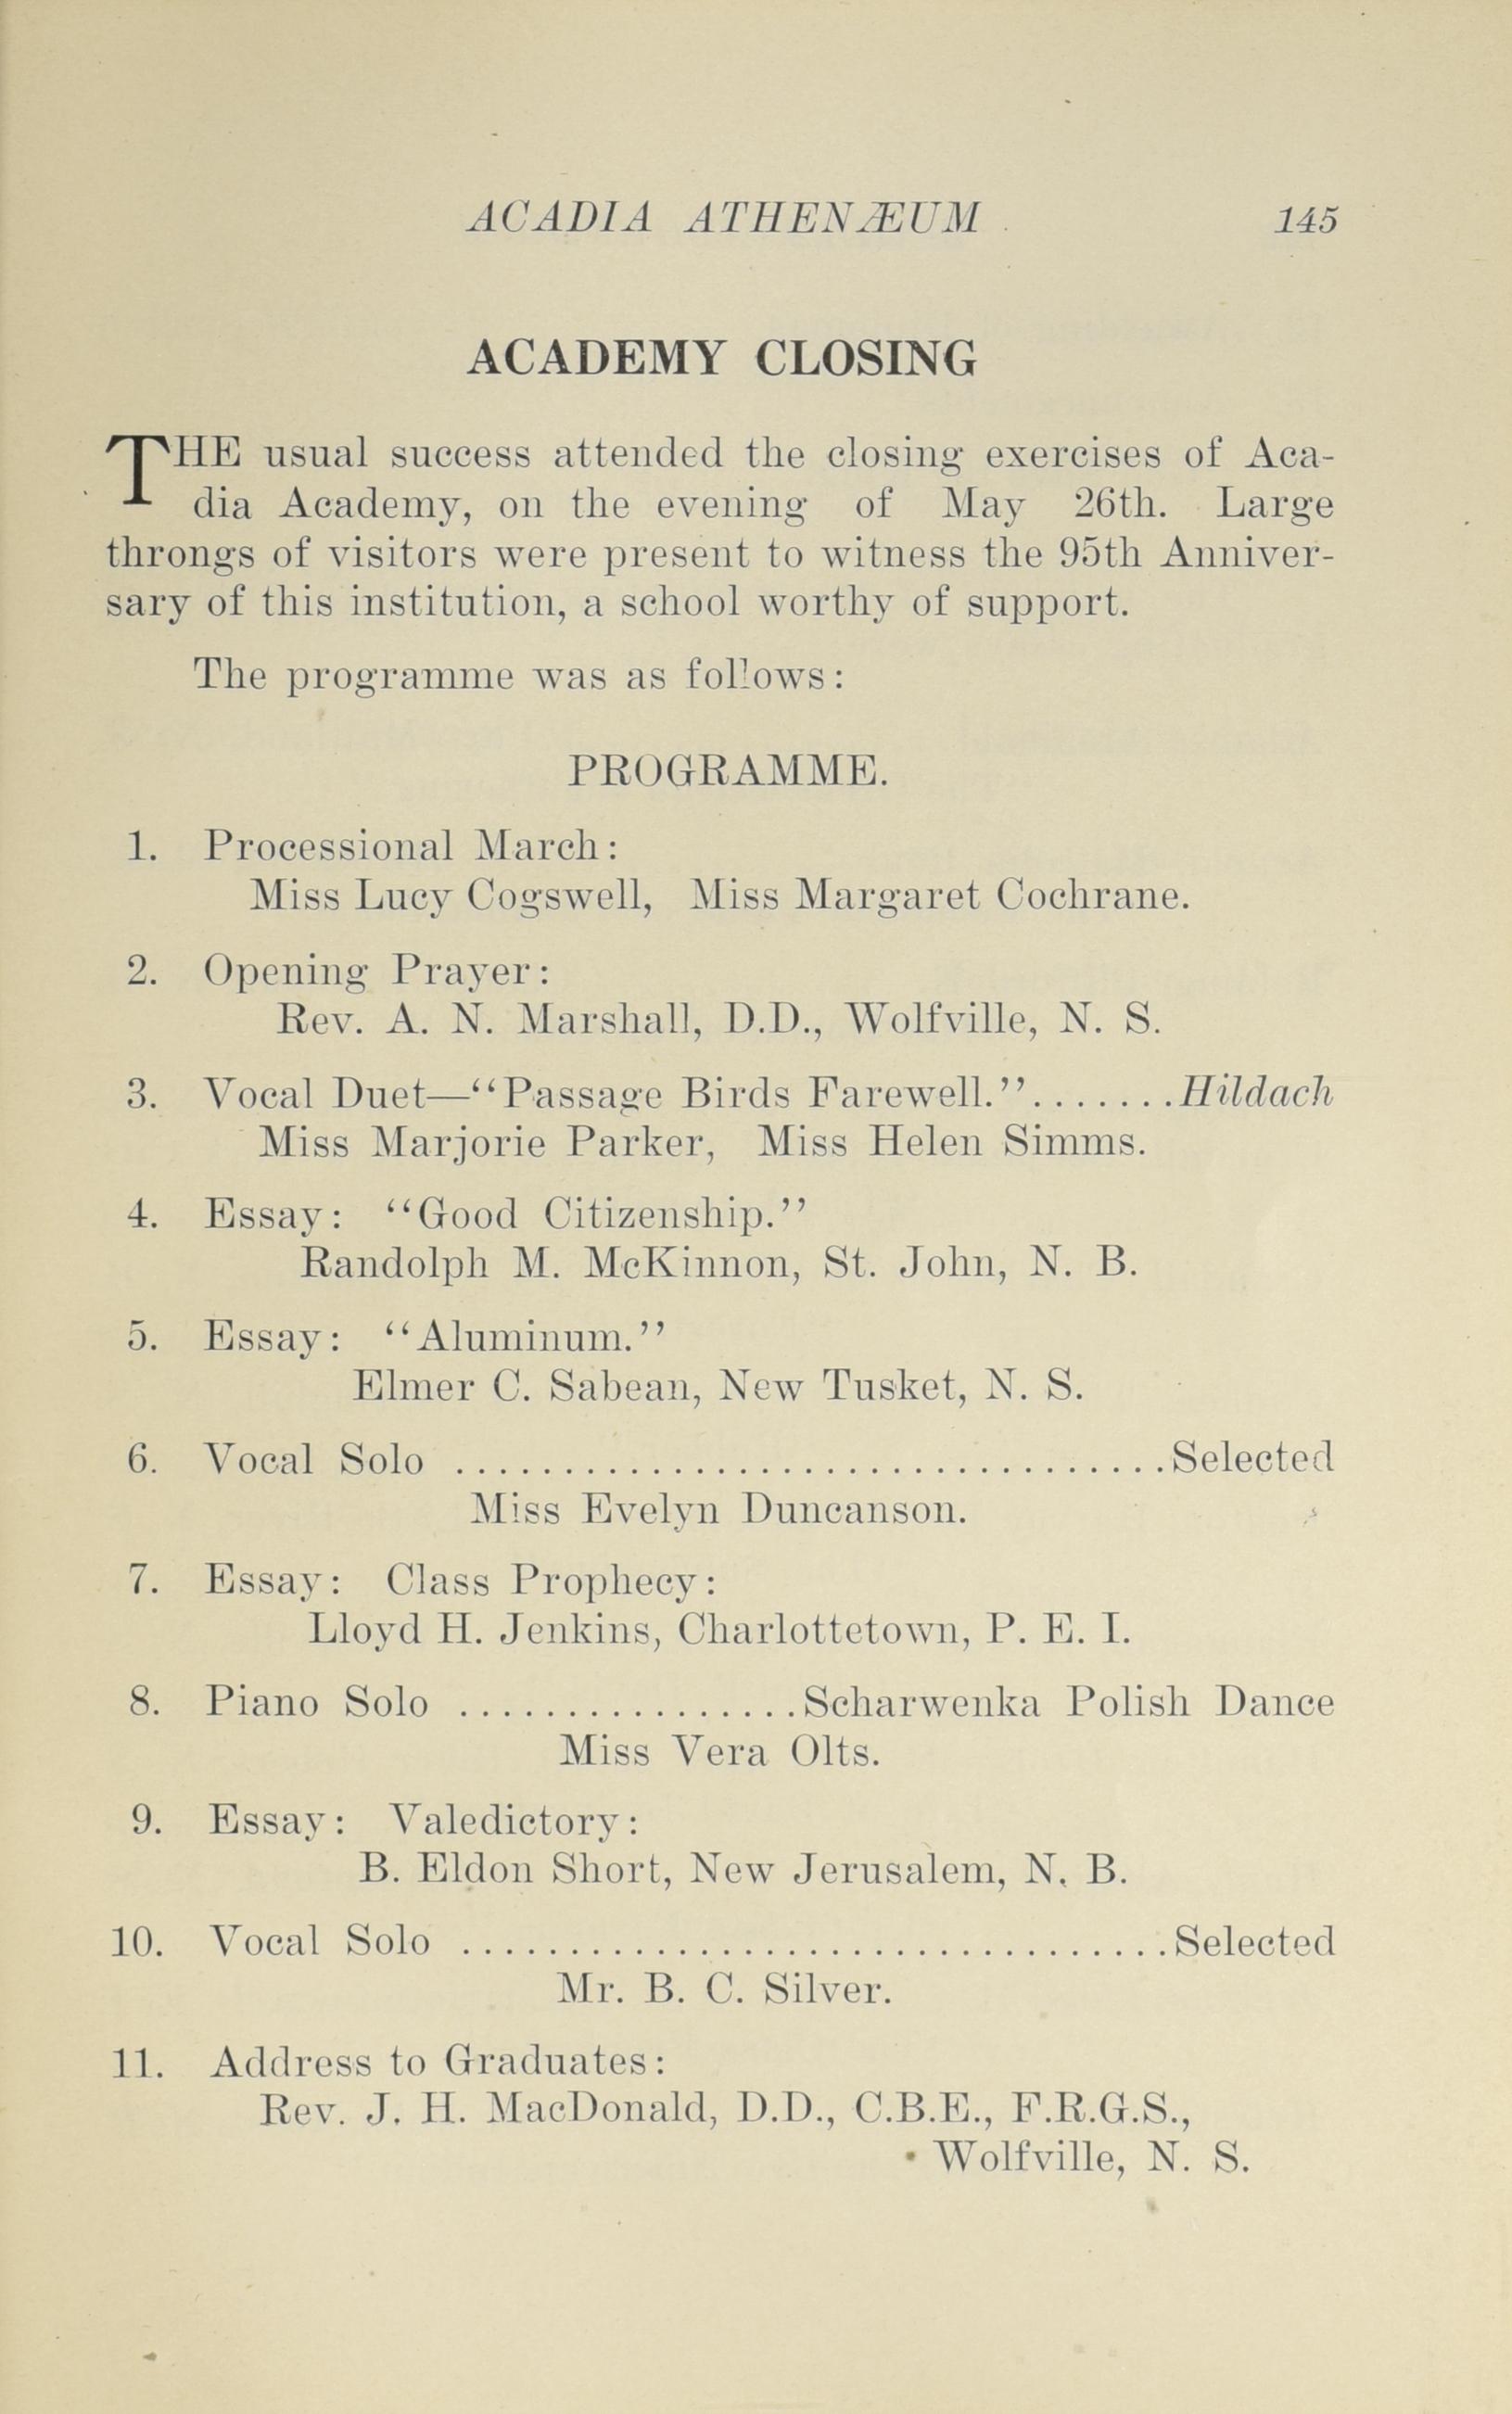 ACADIA ATHENÆUM 145
ACADEMY CLOSING
THE usual success attended the closing exercises of Aca-
dia Academy, on the evening of May 26th. Large
throngs of visitors were present to witness the 95th Anniver-
sary of this institution, a school worthy of support.
The programme was as follows:
PROGRAMME.
1. Processional March:
Miss Lucy Cogswell, Miss Margaret Cochrane.
2. Opening Prayer:
Rev. A. N. Marshall, D.D., Wolfville, N. S.
3. Vocal Duet—“Passage Birds Farewell.”.......Hildach
Miss Marjorie Parker, Miss Helen Simms.
4. Essay: “Good Citizenship.”
Randolph M. McKinnon, St. John, N. B.
5. Essay: “Aluminum.”
Elmer C. Sabean, New Tusket, N. S.
6. Vocal Solo .................................Selected
Miss Evelyn Duncanson.
7. Essay: Class Prophecy:
Lloyd H. Jenkins, Charlottetown, P. E. I.
8. Piano Solo ................Scharwenka Polish Dance
Miss Vera Olts.
9. Essay: Valedictory:
B. Eldon Short, New Jerusalem, N. B.
10. Vocal Solo .................................Selected
Mr. B. C. Silver.
11. Address to Graduates:
Rev. J. H. MacDonald, D.D., C.B.E., F.R.G.S.,
Wolfville, N. S.